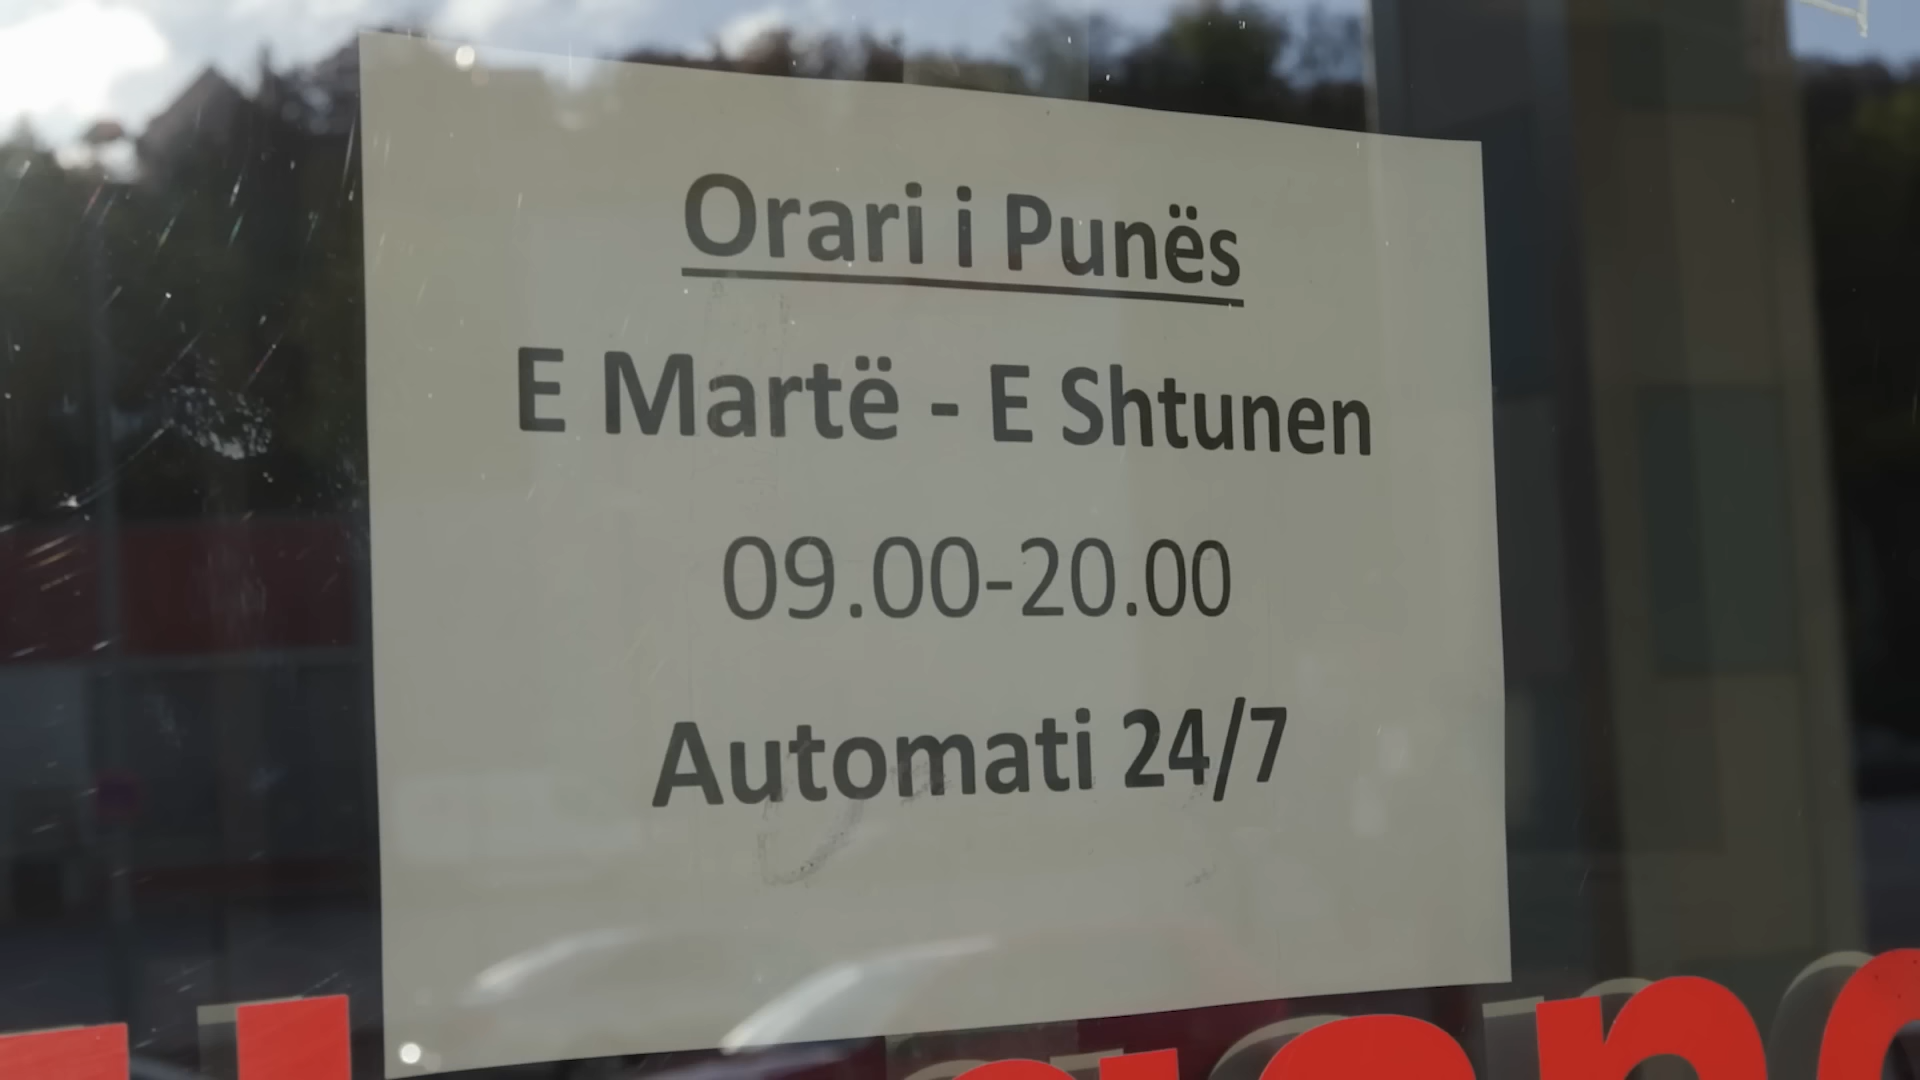 Orari i Punës
E Martë - E Shtunen
09.00-20.00
Automati 24/7